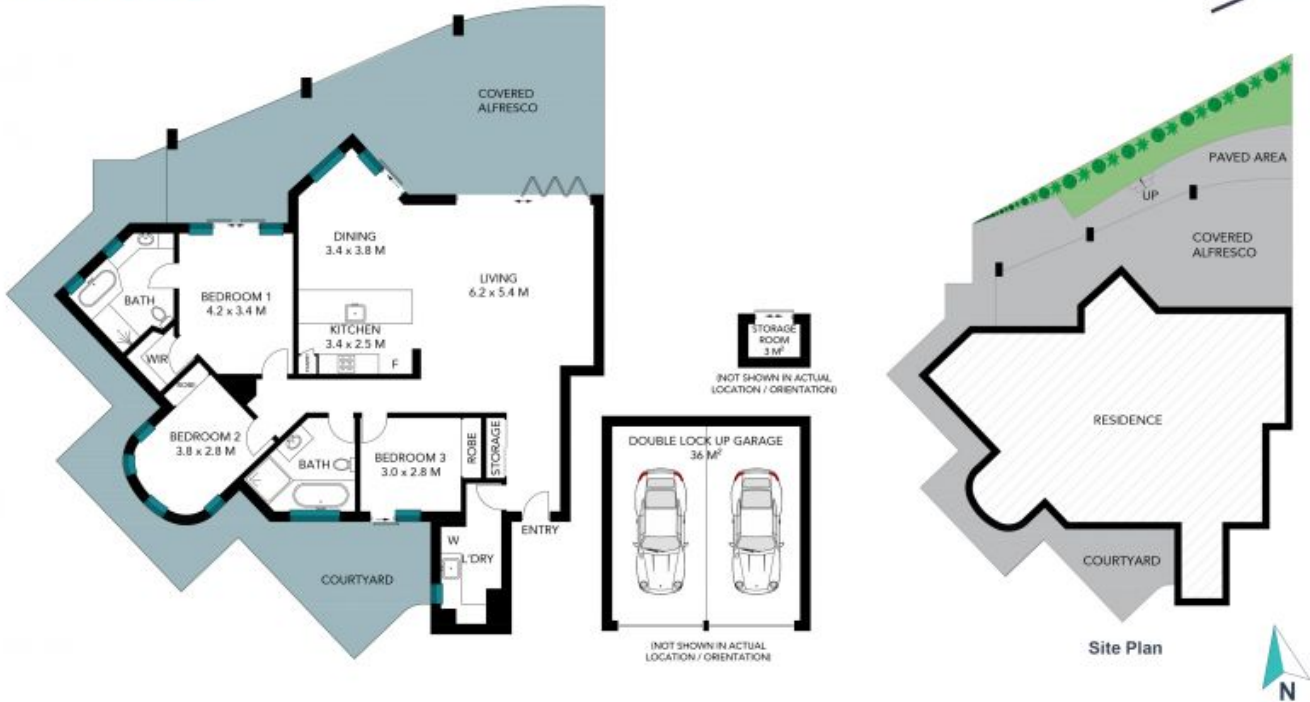 COVERED
ALFRESCO
DINING
3.4 x 3.8 M
LIVING
6.2 x 5.4 M
BATH
BEDROOM 1
4.2 x 3.4 M
KITCHEN
3.4 x 2.5 M
F
WIR
ROBE
BEDROOM 2
3.8 x 2.8 M
BATH
BEDROOM 3
3.0 x 2.8 M
ROBE
STORAGE
ENTRY
W
L'DRY
COURTYARD
STORAGE
ROOM
3 M²
(NOT SHOWN IN ACTUAL
LOCATION / ORIENTATION)
DOUBLE LOCK UP GARAGE
36 M²
(NOT SHOWN IN ACTUAL
LOCATION / ORIENTATION)
PAVED AREA
UP
COVERED
ALFRESCO
RESIDENCE
COURTYARD
Site Plan
N